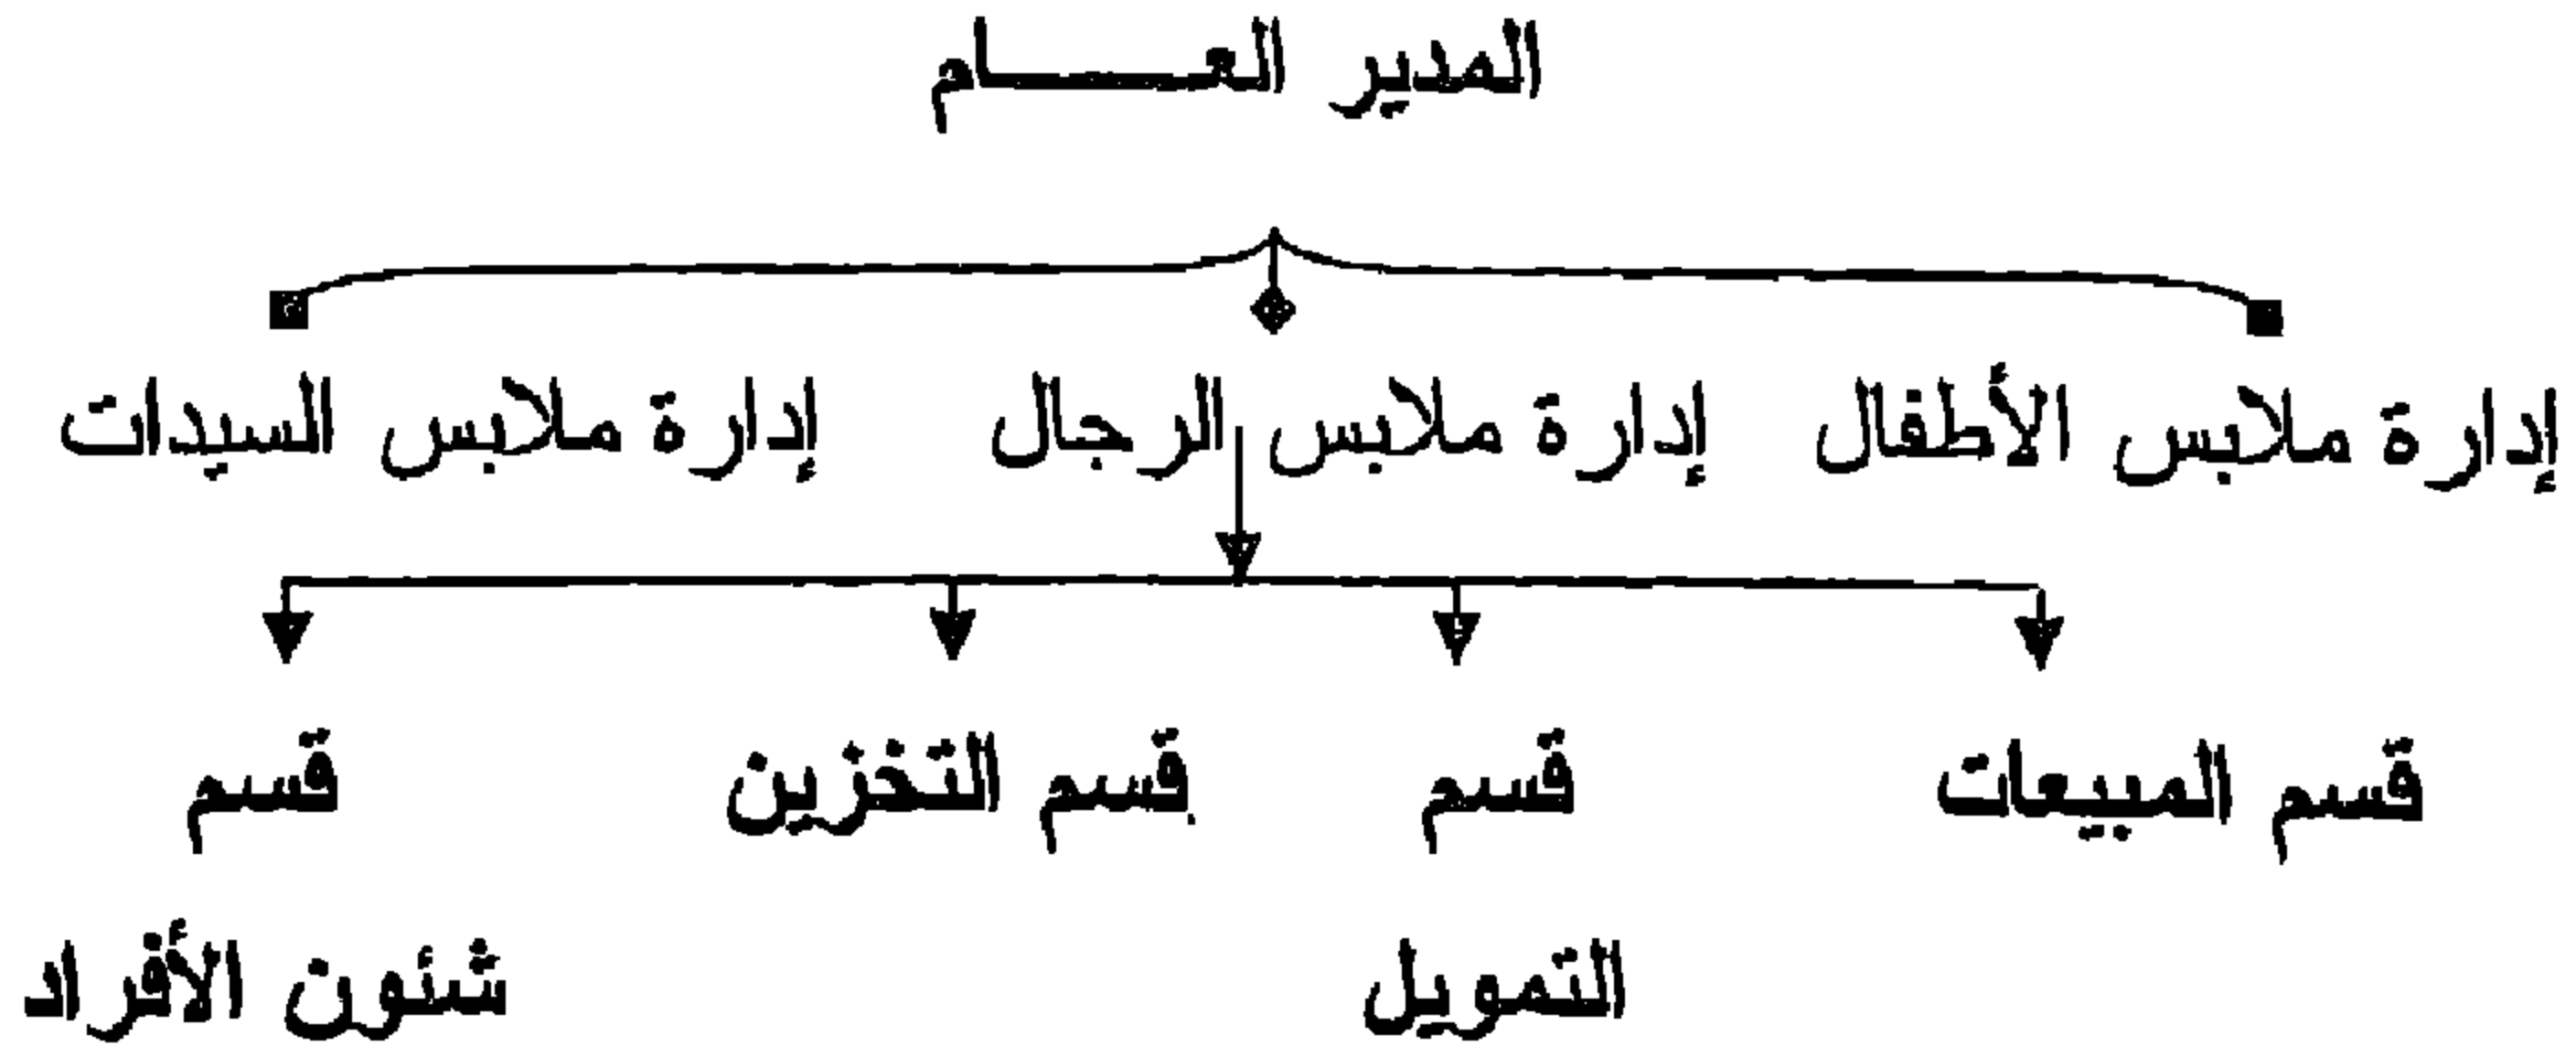 المدير العـــــام
إدارة ملابس الأطفال إدارة ملابس الرجال إدارة ملابس السيدات
قسم المبيعات قسم قسم التخزين قسم
التمويل شئون الأفراد